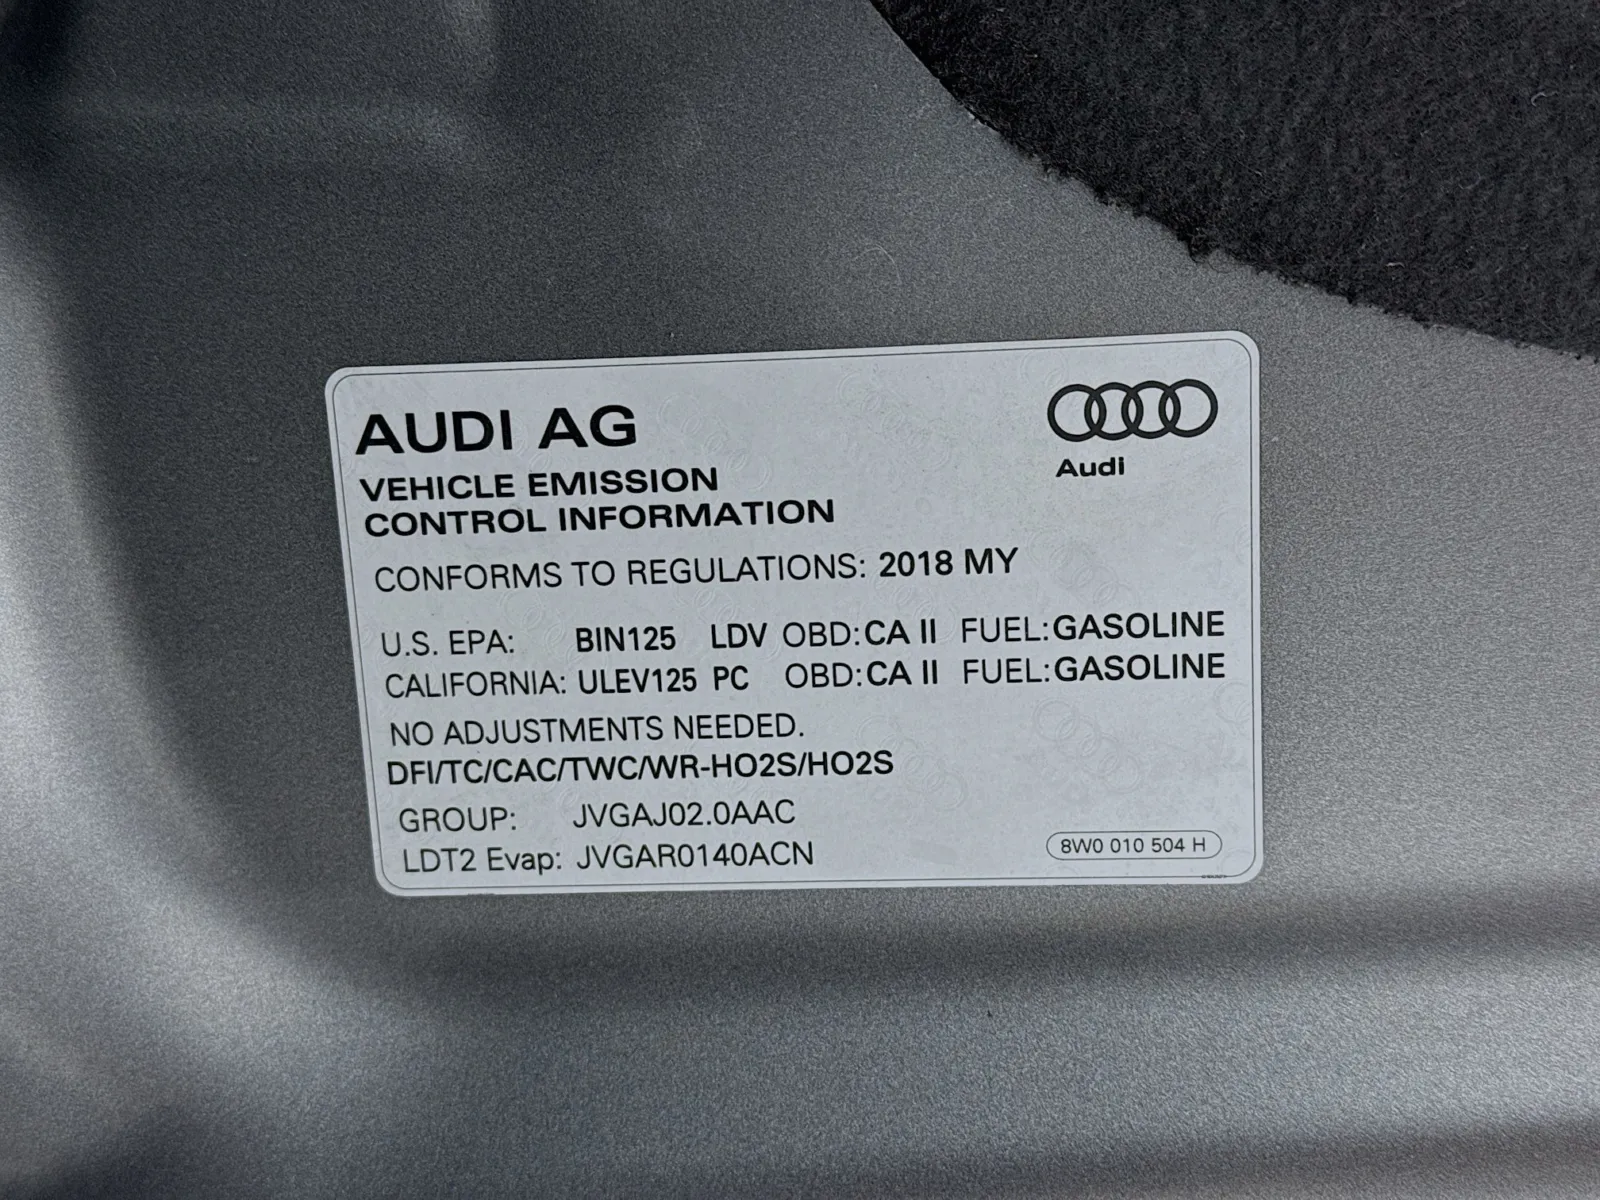 AUDI AG
Audi
VEHICLE EMISSION
CONTROL INFORMATION
CONFORMS TO REGULATIONS: 2018 MY
U.S. EPA: BIN125 LDV OBD:CA II FUEL:GASOLINE
CALIFORNIA: ULEV125 PC OBD:CA II FUEL:GASOLINE
NO ADJUSTMENTS NEEDED.
DFI/TC/CAC/TWC/WR-HO2S/HO2S
GROUP: JVGAJ02.0AAC
LDT2 Evap: JVGAR0140ACN
8W0 010 504 H